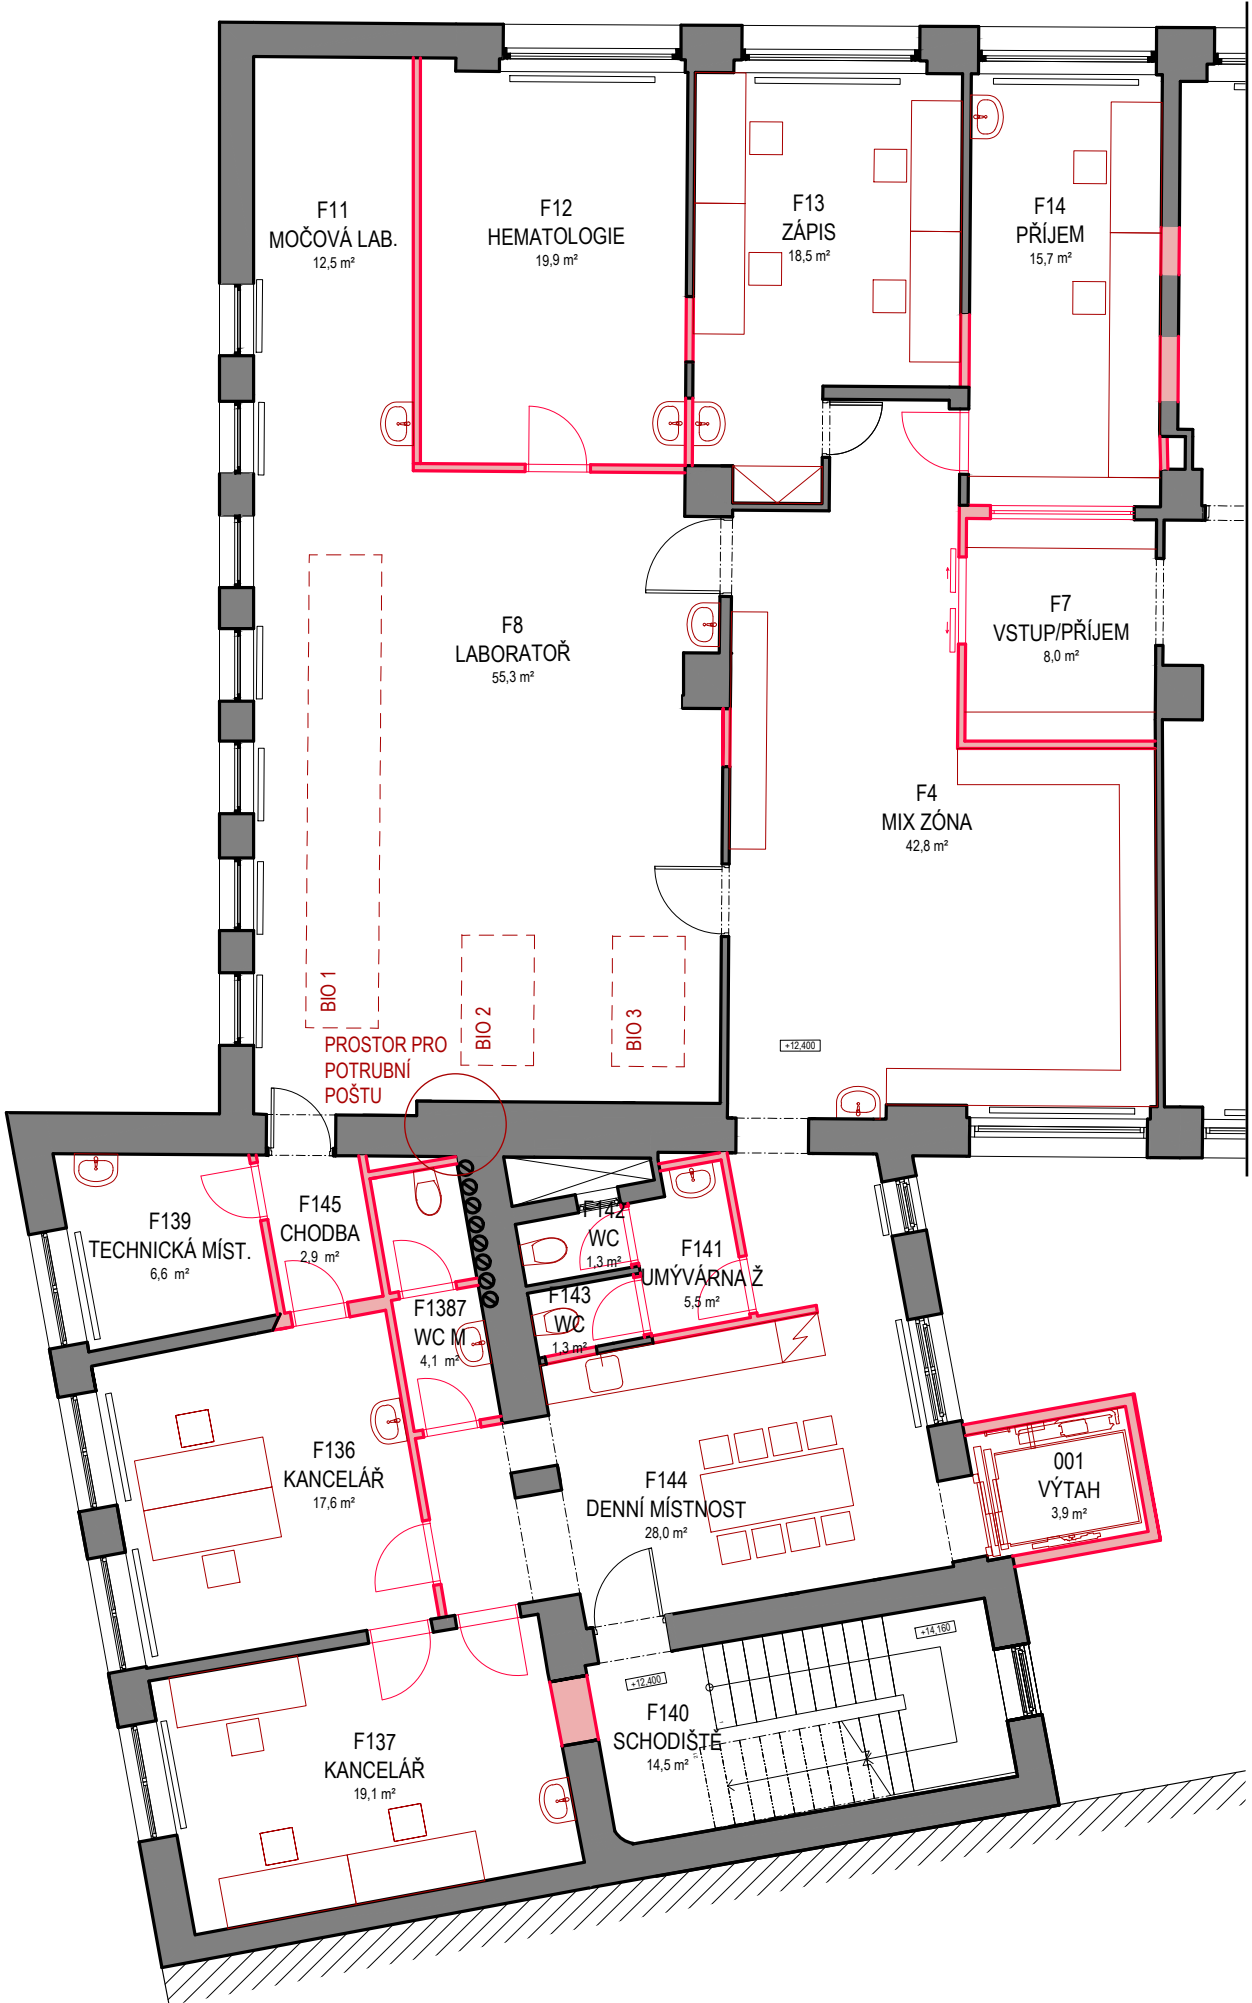 F11
MOČOVÁ LAB.
12,5 m²
F12
HEMATOLOGIE
19,9 m²
F13
ZÁPIS
18,5 m²
F14
PŘÍJEM
15,7 m²
F8
LABORATOŘ
55,3 m²
F7
VSTUP/PŘÍJEM
8,0 m²
F4
MIX ZÓNA
42,8 m²
BIO 1
BIO 2
BIO 3
PROSTOR PRO
POTRUBNÍ
POŠTU
+12,400
F139
TECHNICKÁ MÍST.
6,6 m²
F145
CHODBA
2,9 m²
F142
WC
1,3 m²
F141
UMÝVÁRNA Ž
5,5 m²
F143
WC
1,3 m²
F1387
WC M
4,1 m²
F136
KANCELÁŘ
17,6 m²
F144
DENNÍ MÍSTNOST
28,0 m²
001
VÝTAH
3,9 m²
+14,160
+12,400
F140
SCHODIŠTĚ
14,5 m²
F137
KANCELÁŘ
19,1 m²